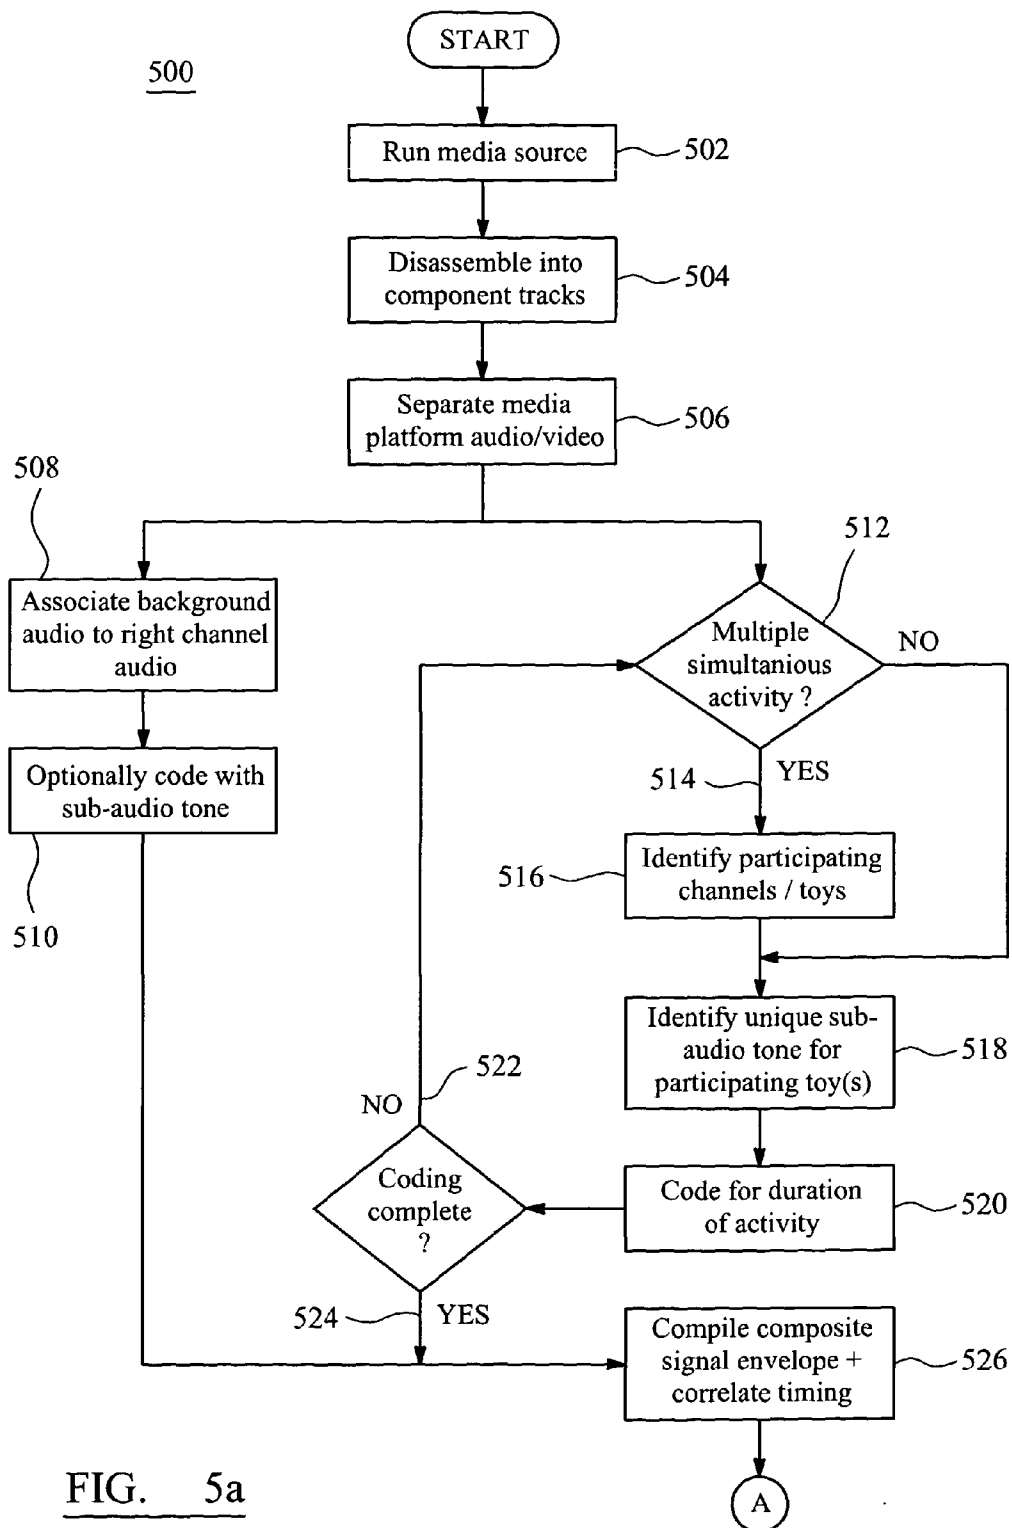 START
500
Run media source
502
Disassemble into
component tracks
504
Separate media
platform audio/video
506
508
Associate background
audio to right channel
audio
Optionally code with
sub-audio tone
510
512
Multiple
simultanious
activity ?
NO
514
YES
516
Identify participating
channels / toys
Identify unique sub-
audio tone for
participating toy(s)
518
Code for duration
of activity
520
522
NO
Coding
complete
?
524
YES
Compile composite
signal envelope +
correlate timing
526
A
FIG. 5a